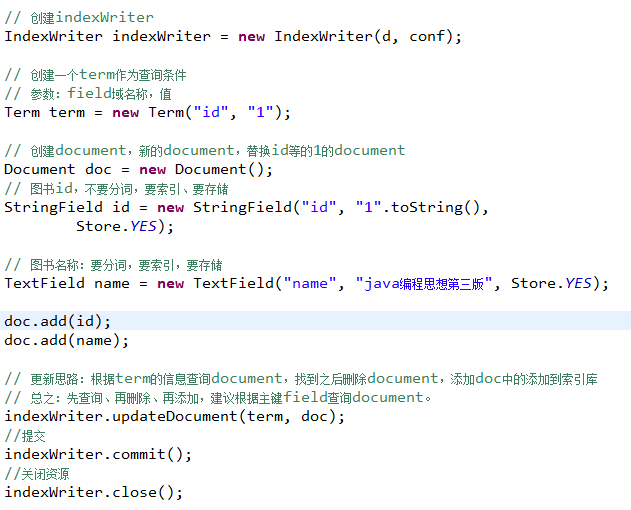 // 创建indexWriter
IndexWriter indexWriter = new IndexWriter(d, conf);
// 创建一个term作为查询条件
// 参数：field域名称，值
Term term = new Term("id", "1");
// 创建document，新的document，替换id等的1的document
Document doc = new Document();
// 图书id，不要分词，要索引、要存储
StringField id = new StringField("id", "1".toString(),
Store.YES);
// 图书名称：要分词，要索引，要存储
TextField name = new TextField("name", "java编程思想第三版", Store.YES);
doc.add(id);
doc.add(name);
// 更新思路：根据term的信息查询document，找到之后删除document，添加doc中的添加到索引库
// 总之：先查询、再删除、再添加，建议根据主键field查询document。
indexWriter.updateDocument(term, doc);
//提交
indexWriter.commit();
//关闭资源
indexWriter.close();